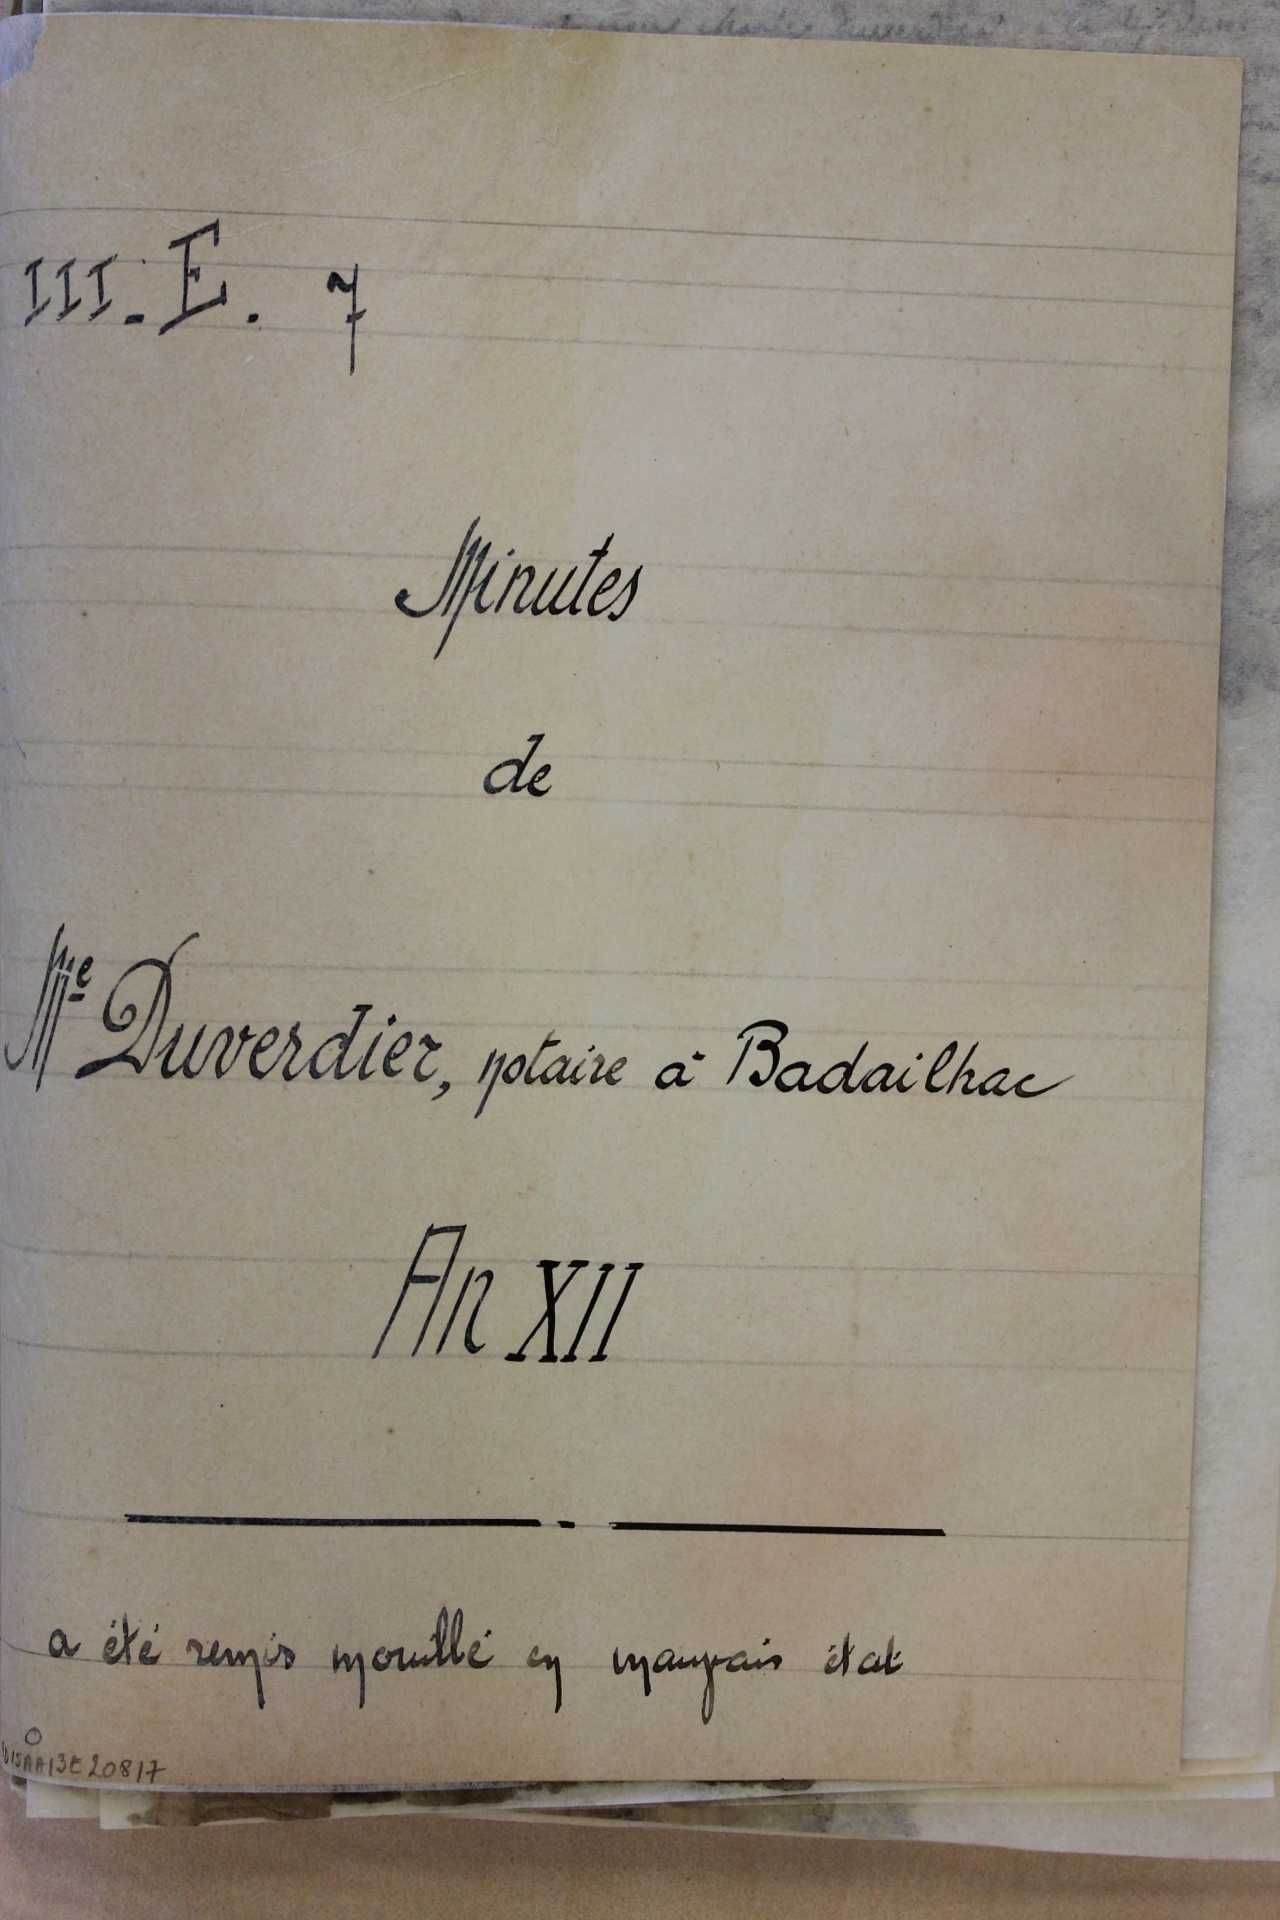 III. E. 7
Minutes
de
Me Duverdier, notaire à Badailhac
An XII
a été remis mouillé en mauvais état